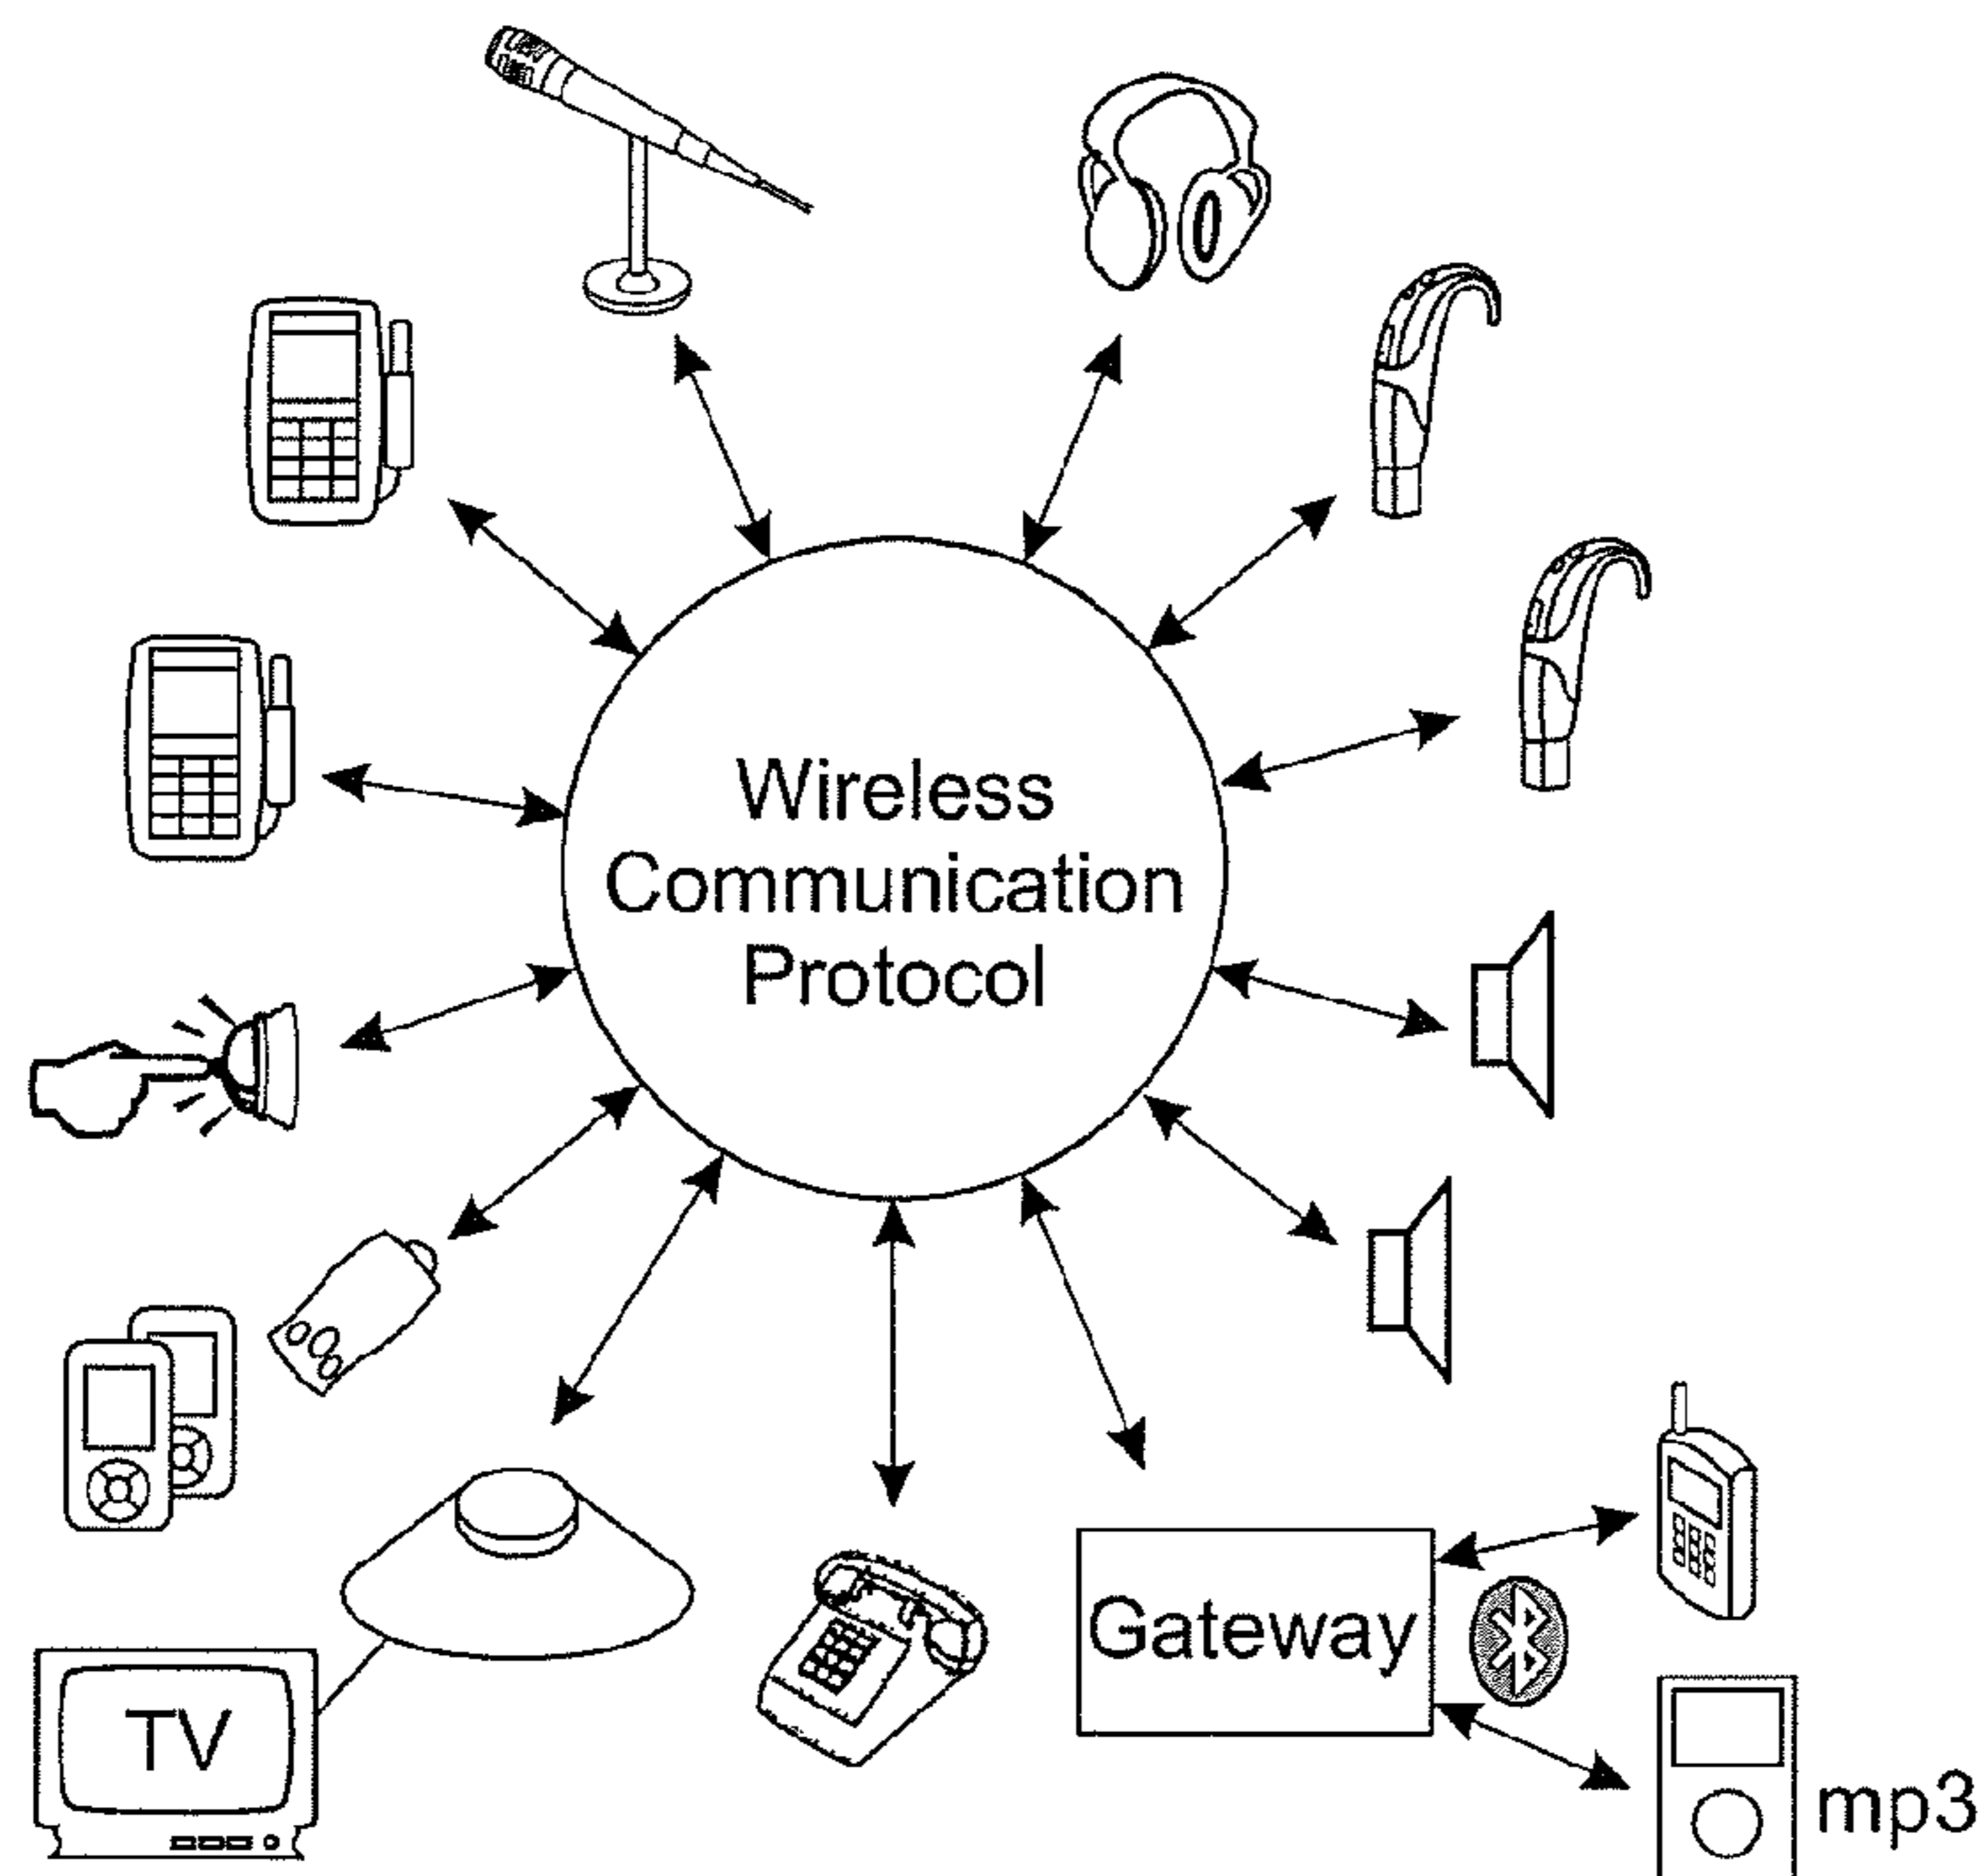 Wireless
Communication
Protocol
Gateway
TV
mp3